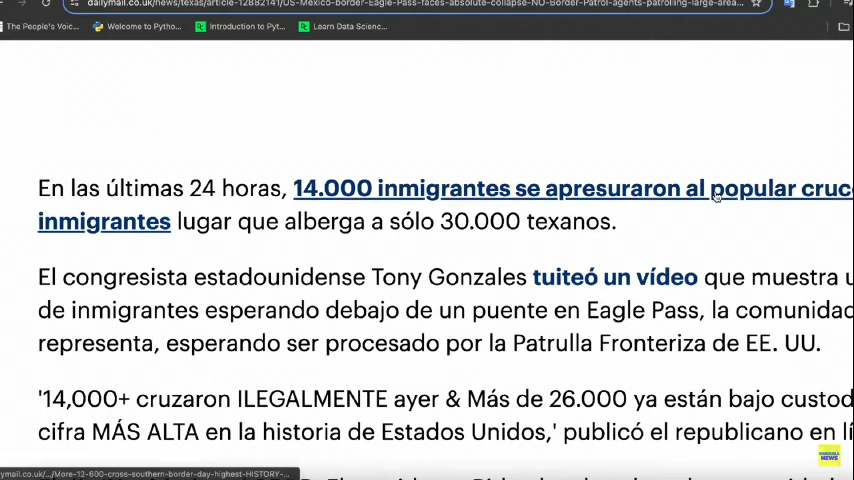 dailymail.co.uk/news/texas/article-12882141/US-Mexico-border-Eagle-Pass-faces-absolute-collapse-NO-Border-Patrol-agents-patrolling-large-area...
The People's Voic... Welcome to Pytho... Introduction to Pyt... Learn Data Scienc...
En las últimas 24 horas, 14.000 inmigrantes se apresuraron al popular cruc
inmigrantes lugar que alberga a sólo 30.000 texanos.
El congresista estadounidense Tony Gonzales tuiteó un vídeo que muestra u
de inmigrantes esperando debajo de un puente en Eagle Pass, la comunidad
representa, esperando ser procesado por la Patrulla Fronteriza de EE. UU.
'14,000+ cruzaron ILEGALMENTE ayer & Más de 26.000 ya están bajo custod
cifra MÁS ALTA en la historia de Estados Unidos,' publicó el republicano en lí
VENEZUELA
NEWS
ymail.co.uk/.../More-12-600-cross-southern-border-day-highest-HISTORY-...